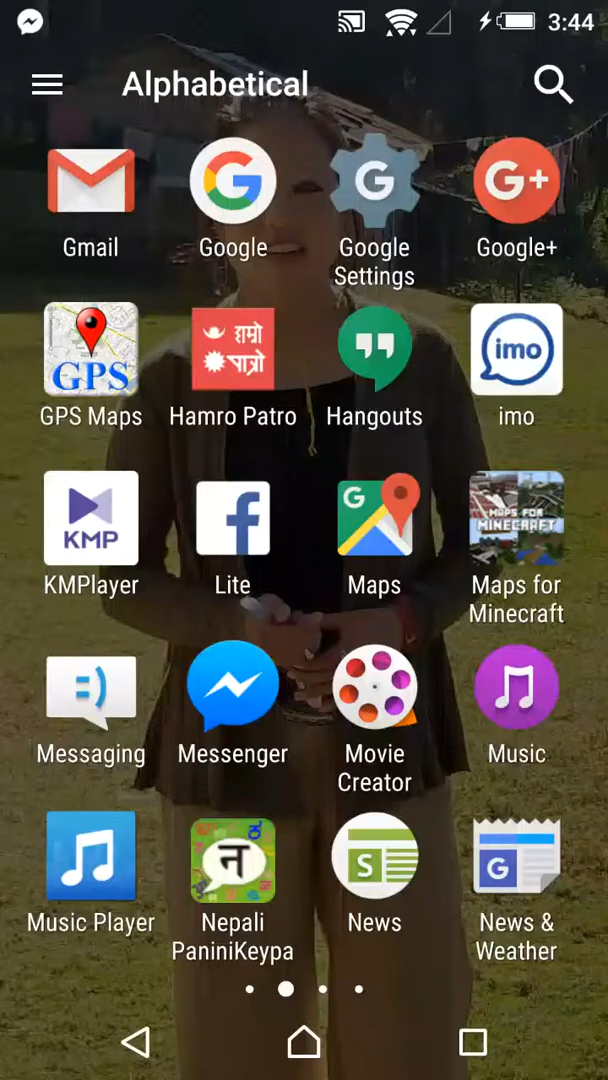 3:44
Alphabetical
Gmail
Google
Google Settings
Google+
G
G+
GPS
हाम्रो
पात्रो
imo
GPS Maps
Hamro Patro
Hangouts
imo
KMP
G
MAPS FOR
MINECRAFT
KMPlayer
Lite
Maps
Maps for Minecraft
Messaging
Messenger
Movie Creator
Music
न
S
G
Music Player
Nepali PaniniKeypa
News
News & Weather